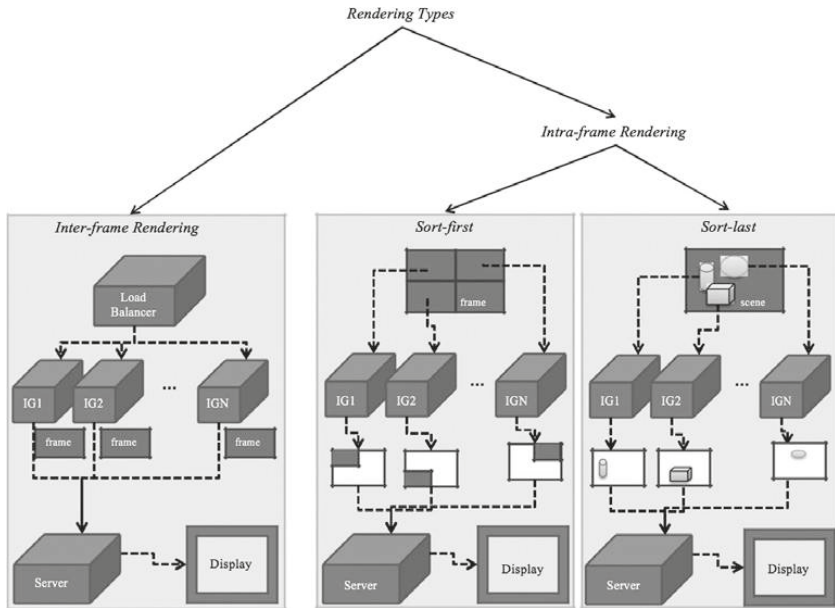 Rendering Types
Intra-frame Rendering
Inter-frame Rendering
Load
Balancer
IG1
IG2
...
IGN
frame
frame
frame
Server
Display
Sort-first
frame
IG1
IG2
...
IGN
Server
Display
Sort-last
scene
IG1
IG2
...
IGN
Server
Display